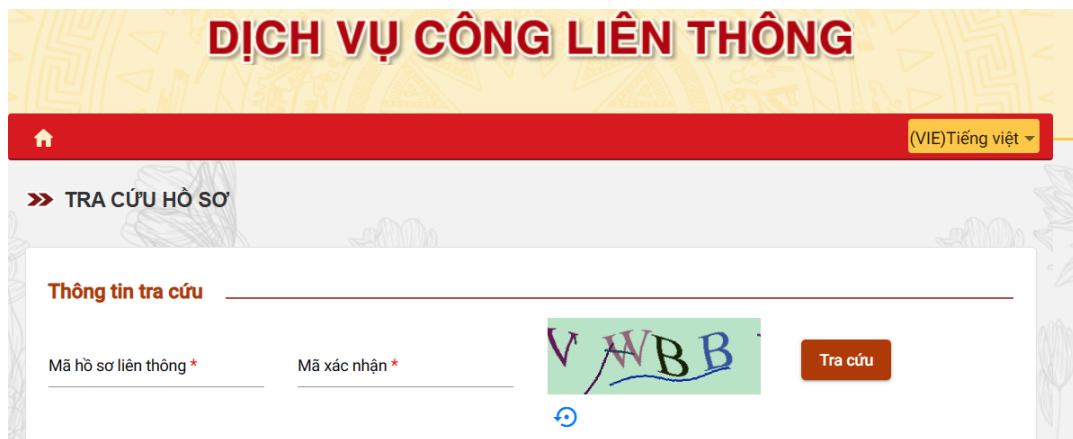 DỊCH VỤ CÔNG LIÊN THÔNG
(VIE)Tiếng việt
TRA CỨU HỒ SƠ
Thông tin tra cứu
Mã hồ sơ liên thông *
Mã xác nhận *
V W B B
Tra cứu